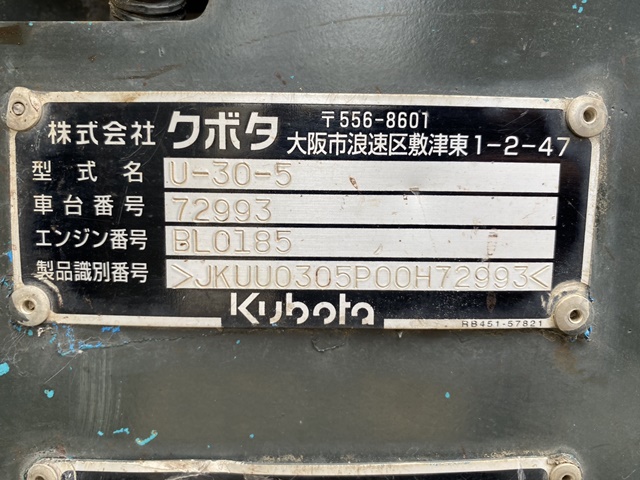 株式会社 クボタ 〒556-8601
大阪市浪速区敷津東1-2-47
型式名 U-30-5
車台番号 72993
エンジン番号 BL0185
製品識別番号 >JKUU0305P00H72993<
Kubota
RB451-57821